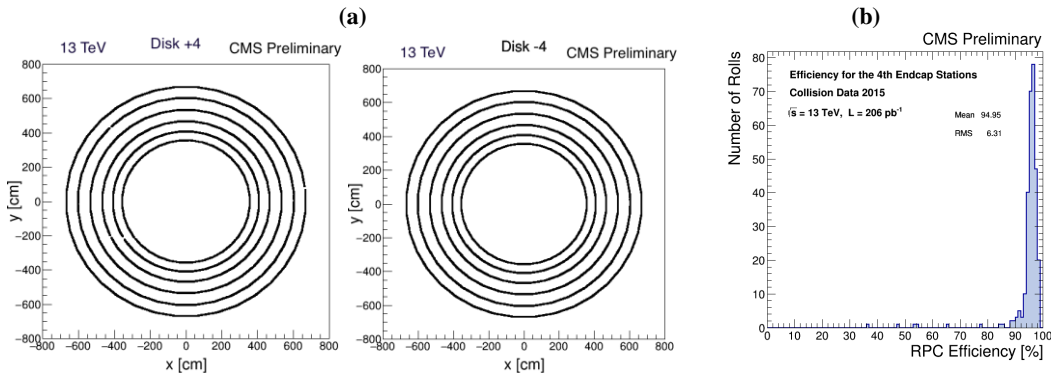 (a)
13 TeV Disk +4 CMS Preliminary
y [cm]
800
600
400
200
0
−200
−400
−600
−800
−800 −600 −400 −200 0 200 400 600 800
x [cm]
13 TeV Disk -4 CMS Preliminary
y [cm]
800
600
400
200
0
−200
−400
−600
−800
−800 −600 −400 −200 0 200 400 600 800
x [cm]
(b)
CMS Preliminary
Number of Rolls
80
70
60
50
40
30
20
10
0
Efficiency for the 4th Endcap Stations
Collision Data 2015
√s = 13 TeV, L = 206 pb⁻¹
Mean 94.95
RMS 6.31
0 10 20 30 40 50 60 70 80 90 100
RPC Efficiency [%]